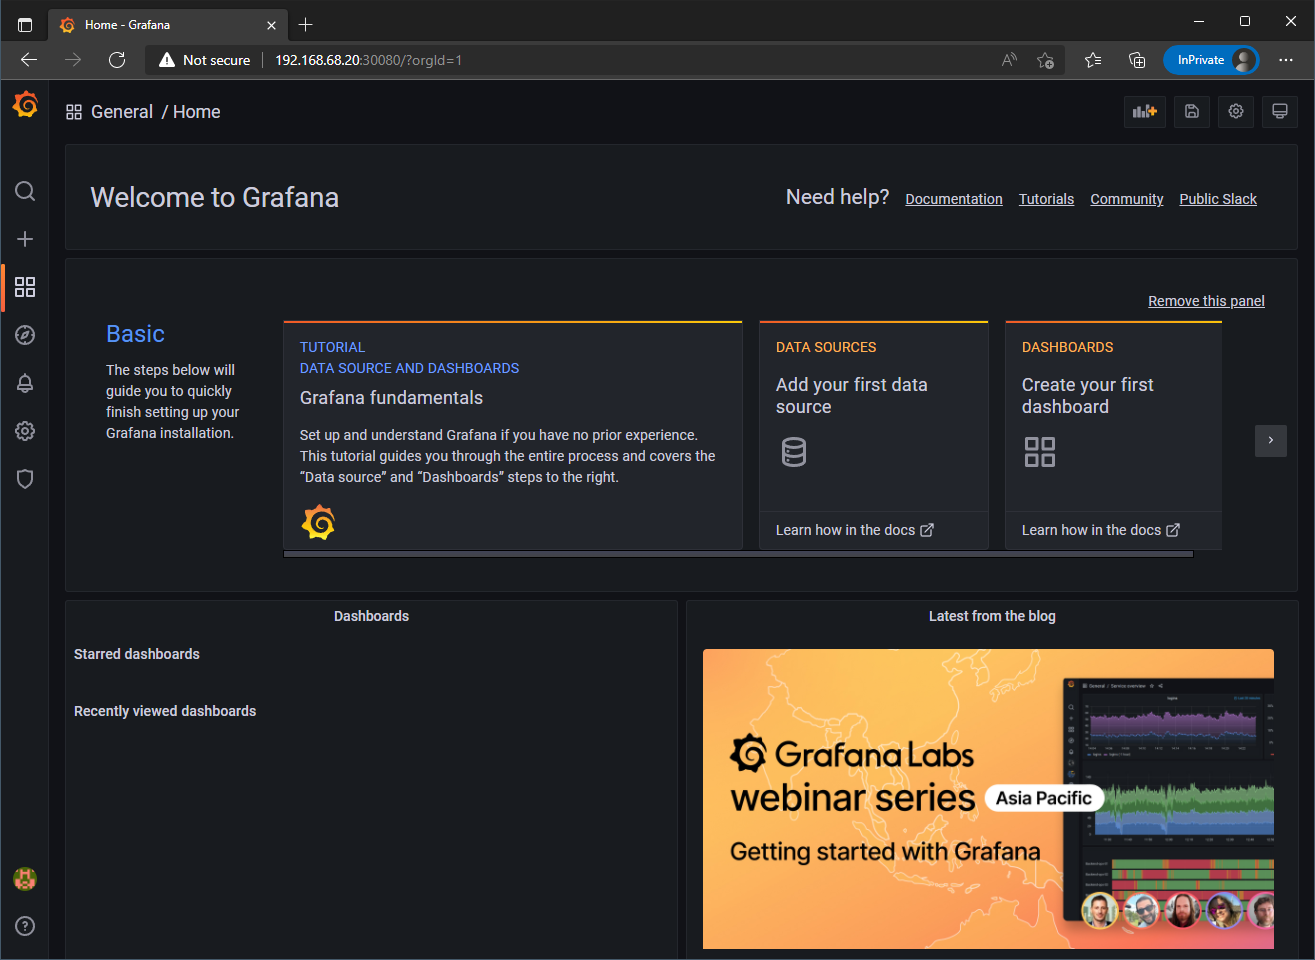 Home - Grafana
Not secure
192.168.68.20:30080/?orgId=1
InPrivate
General / Home
Welcome to Grafana
Need help?
Documentation
Tutorials
Community
Public Slack
Remove this panel
Basic
The steps below will
guide you to quickly
finish setting up your
Grafana installation.
TUTORIAL
DATA SOURCE AND DASHBOARDS
Grafana fundamentals
Set up and understand Grafana if you have no prior experience.
This tutorial guides you through the entire process and covers the
“Data source” and “Dashboards” steps to the right.
DATA SOURCES
Add your first data
source
Learn how in the docs
DASHBOARDS
Create your first
dashboard
Learn how in the docs
Dashboards
Starred dashboards
Recently viewed dashboards
Latest from the blog
Grafana Labs
webinar series
Asia Pacific
Getting started with Grafana
General / Service overview